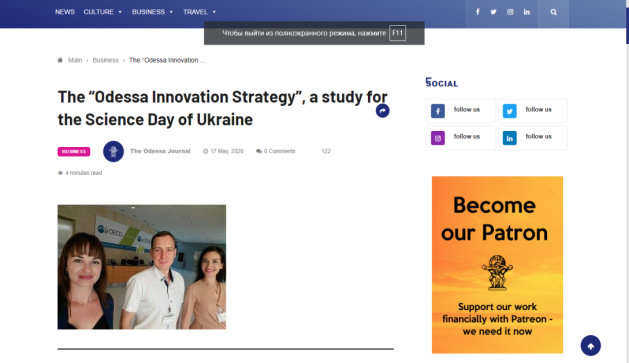 NEWS CULTURE BUSINESS TRAVEL
Чтобы выйти из полноэкранного режима, нажмите F11
Main › Business › The “Odessa Innovation ...
The “Odessa Innovation Strategy”, a study for
the Science Day of Ukraine
BUSINESS The Odessa Journal 17 May, 2020 0 Comments 122
4 minutes read
OECD
SOCIAL
follow us
follow us
follow us
follow us
Become
our Patron
Support our work
financially with Patreon -
we need it now